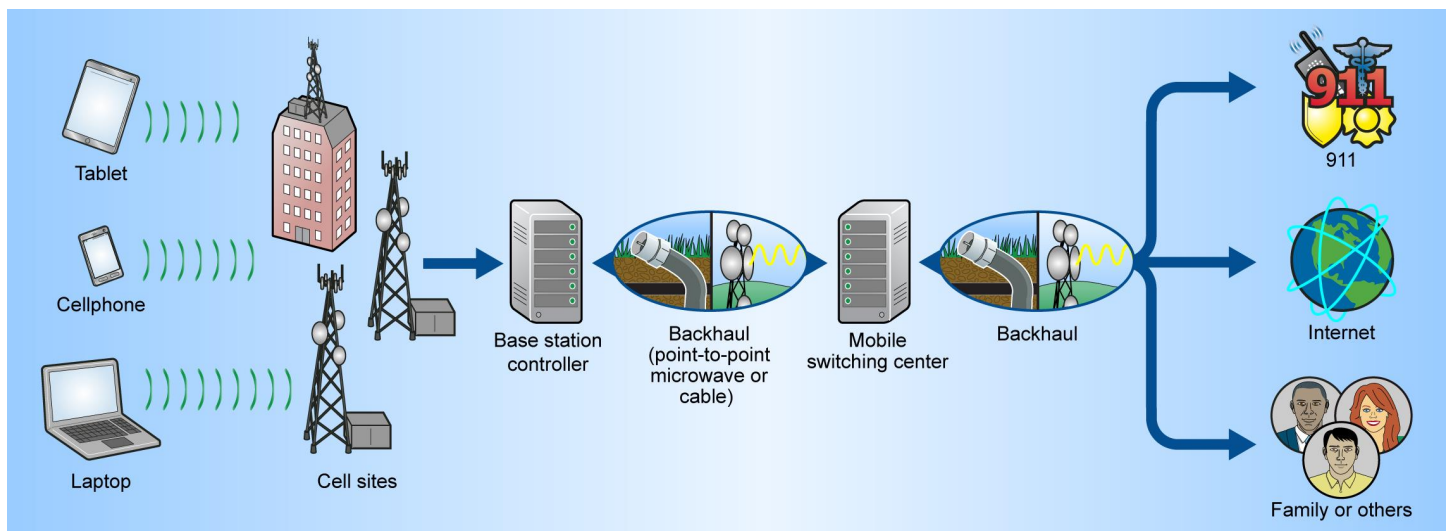 911
Tablet
911
Cellphone
Base station
controller
Backhaul
(point-to-point
microwave or
cable)
Mobile
switching center
Backhaul
Internet
Laptop
Cell sites
Family or others